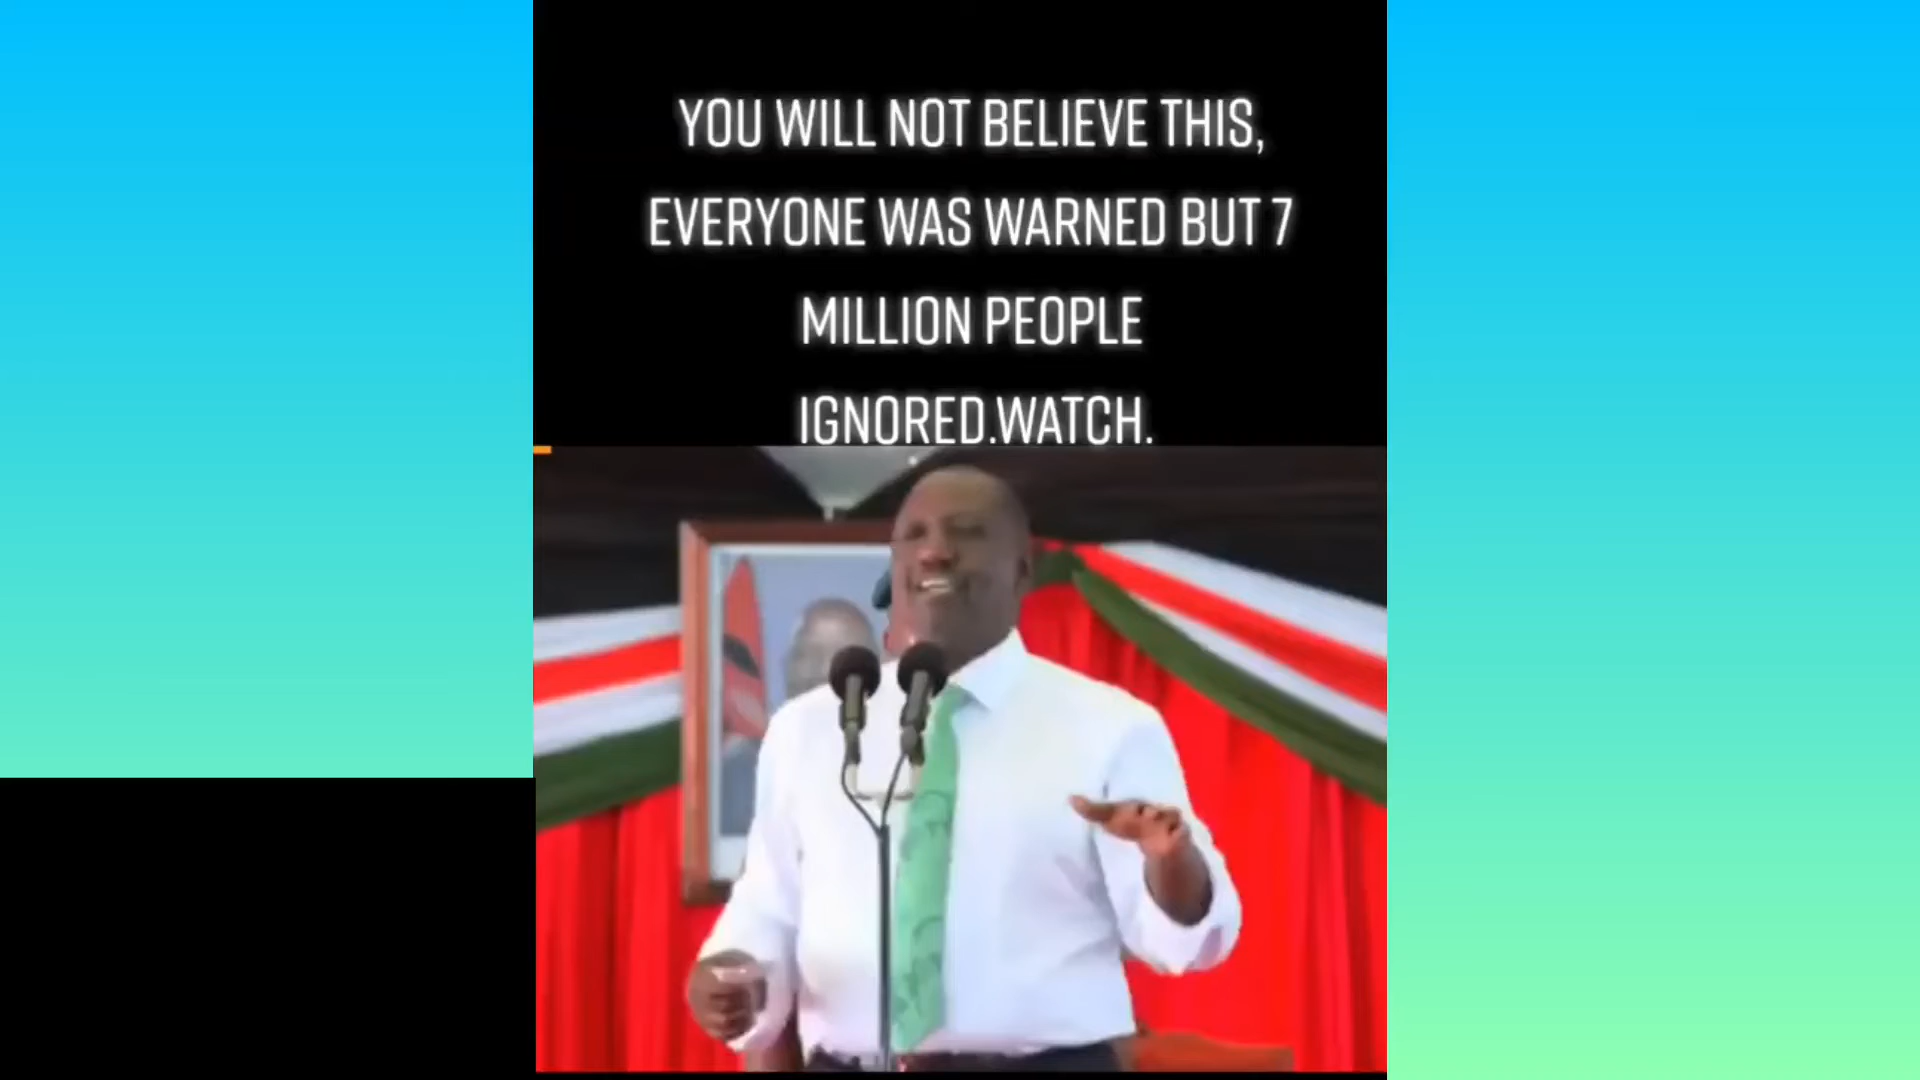 YOU WILL NOT BELIEVE THIS,
EVERYONE WAS WARNED BUT 7
MILLION PEOPLE
IGNORED.WATCH.